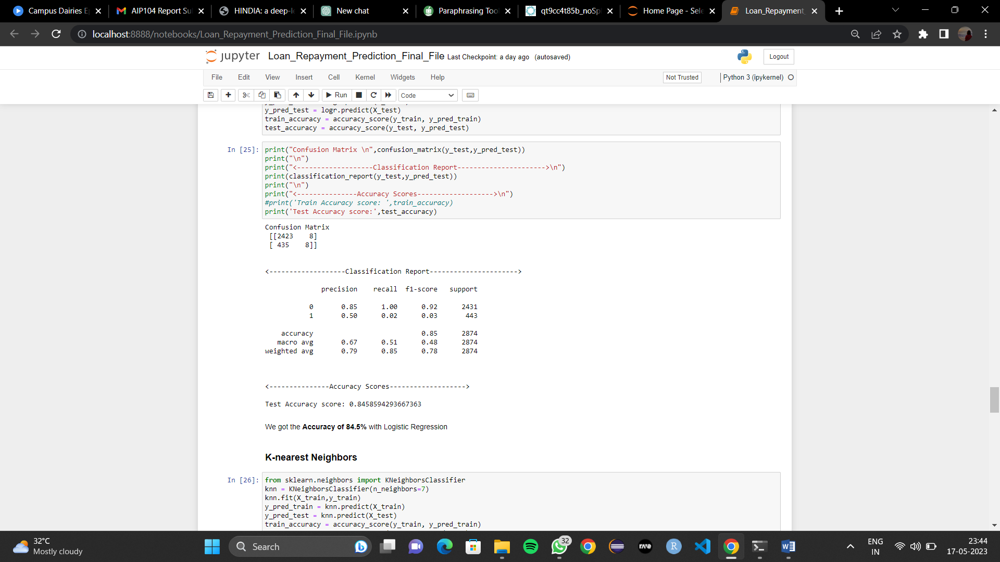 Campus Dairies E
AIP104 Report Su
HINDIA: a deep-l
New chat
Paraphrasing Too
qt9cc4t85b_noSp
Home Page - Sele
Loan_Repayment_
localhost:8888/notebooks/Loan_Repayment_Prediction_Final_File.ipynb
jupyter Loan_Repayment_Prediction_Final_File Last Checkpoint: a day ago (autosaved)
Logout
File Edit View Insert Cell Kernel Widgets Help
Not Trusted
Python 3 (ipykernel)
Run
Code
y_pred_test = logr.predict(X_test)
train_accuracy = accuracy_score(y_train, y_pred_train)
test_accuracy = accuracy_score(y_test, y_pred_test)
In [25]: print("Confusion Matrix \n",confusion_matrix(y_test,y_pred_test))
print("\n")
print("<-------------------Classification Report---------------------->\n")
print(classification_report(y_test,y_pred_test))
print("\n")
print("<---------------Accuracy Scores------------------->\n")
#print('Train Accuracy score: ',train_accuracy)
print('Test Accuracy score:',test_accuracy)
Confusion Matrix
[[2423    8]
[ 435    8]]
<-------------------Classification Report---------------------->
precision recall f1-score support
0 0.85 1.00 0.92 2431
1 0.50 0.02 0.03 443
accuracy 0.85 2874
macro avg 0.67 0.51 0.48 2874
weighted avg 0.79 0.85 0.78 2874
<---------------Accuracy Scores------------------->
Test Accuracy score: 0.8458594293667363
We got the Accuracy of 84.5% with Logistic Regression
K-nearest Neighbors
In [26]: from sklearn.neighbors import KNeighborsClassifier
knn = KNeighborsClassifier(n_neighbors=7)
knn.fit(X_train,y_train)
y_pred_train = knn.predict(X_train)
y_pred_test = knn.predict(X_test)
train_accuracy = accuracy_score(y_train, y_pred_train)
32°C
Mostly cloudy
Search
32
rave
R
ENG
IN
23:44
17-05-2023